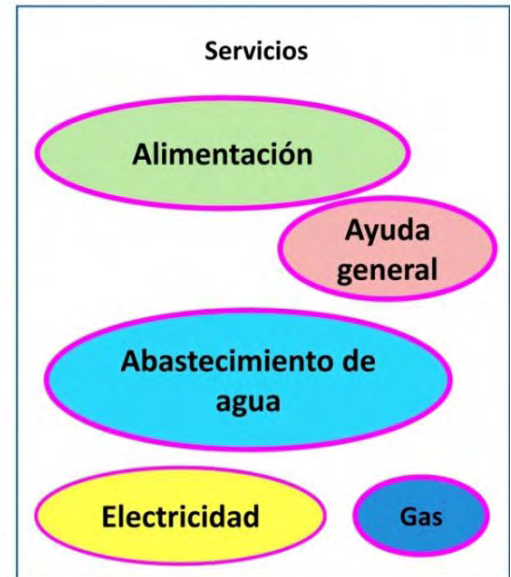 Servicios
Alimentación
Ayuda
general
Abastecimiento de
agua
Electricidad
Gas